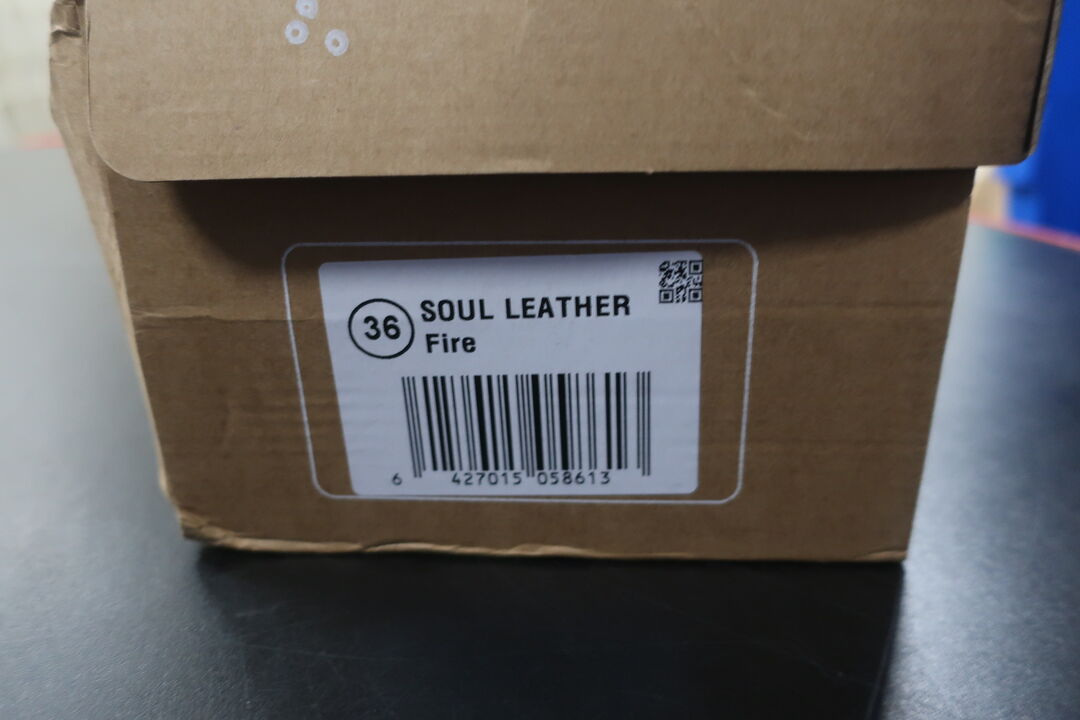 36
SOUL LEATHER
Fire
6 427015 058613